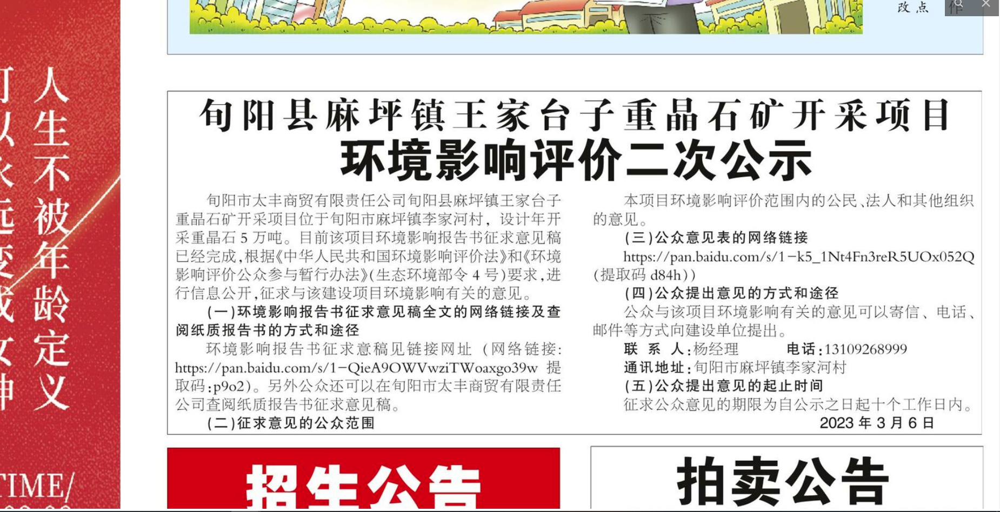 改点
作
人生不被年龄定义
可以永远变成女神
TIME/
旬阳县麻坪镇王家台子重晶石矿开采项目
环境影响评价二次公示
旬阳市太丰商贸有限责任公司旬阳县麻坪镇王家台子
重晶石矿开采项目位于旬阳市麻坪镇李家河村，设计年开
采重晶石 5 万吨。目前该项目环境影响报告书征求意见稿
已经完成,根据《中华人民共和国环境影响评价法》和《环境
影响评价公众参与暂行办法》(生态环境部令 4 号)要求,进
行信息公开,征求与该建设项目环境影响有关的意见。
(一)环境影响报告书征求意见稿全文的网络链接及查
阅纸质报告书的方式和途径
环境影响报告书征求意稿见链接网址 (网络链接:
https://pan.baidu.com/s/1-QieA9OWVwziTWoaxgo39w 提
取码:p9o2)。另外公众还可以在旬阳市太丰商贸有限责任
公司查阅纸质报告书征求意见稿。
(二)征求意见的公众范围
本项目环境影响评价范围内的公民、法人和其他组织
的意见。
(三)公众意见表的网络链接
https://pan.baidu.com/s/1-k5_1Nt4Fn3reR5UOx052Q
(提取码 d84h))
(四)公众提出意见的方式和途径
公众与该项目环境影响有关的意见可以寄信、电话、
邮件等方式向建设单位提出。
联 系 人:杨经理 电话:13109268999
通讯地址:旬阳市麻坪镇李家河村
(五)公众提出意见的起止时间
征求公众意见的期限为自公示之日起十个工作日内。
2023 年 3 月 6 日
招生公告
拍卖公告